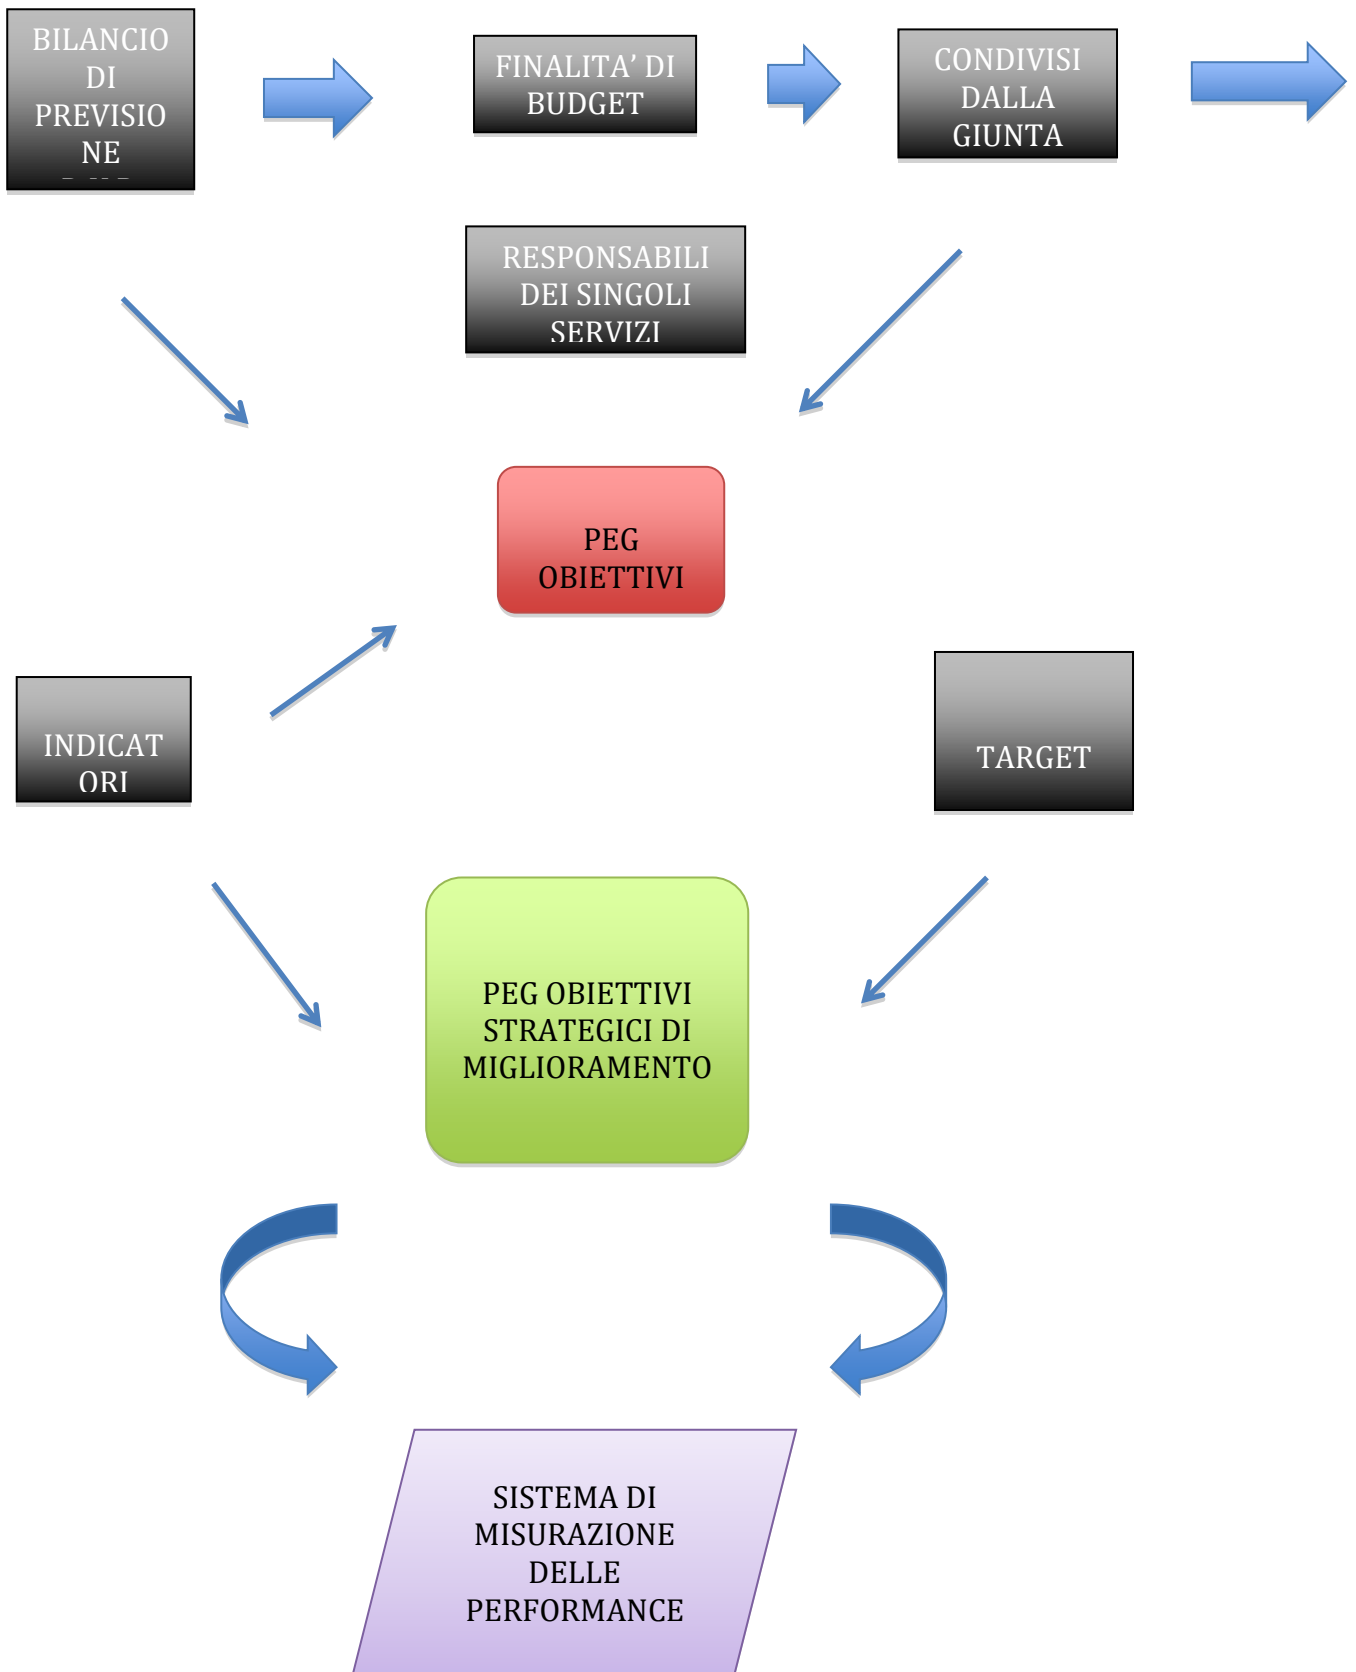 BILANCIO
DI
PREVISIO
NE
FINALITA’ DI
BUDGET
CONDIVISI
DALLA
GIUNTA
RESPONSABILI
DEI SINGOLI
SERVIZI
PEG
OBIETTIVI
INDICAT
ORI
TARGET
PEG OBIETTIVI
STRATEGICI DI
MIGLIORAMENTO
SISTEMA DI
MISURAZIONE
DELLE
PERFORMANCE